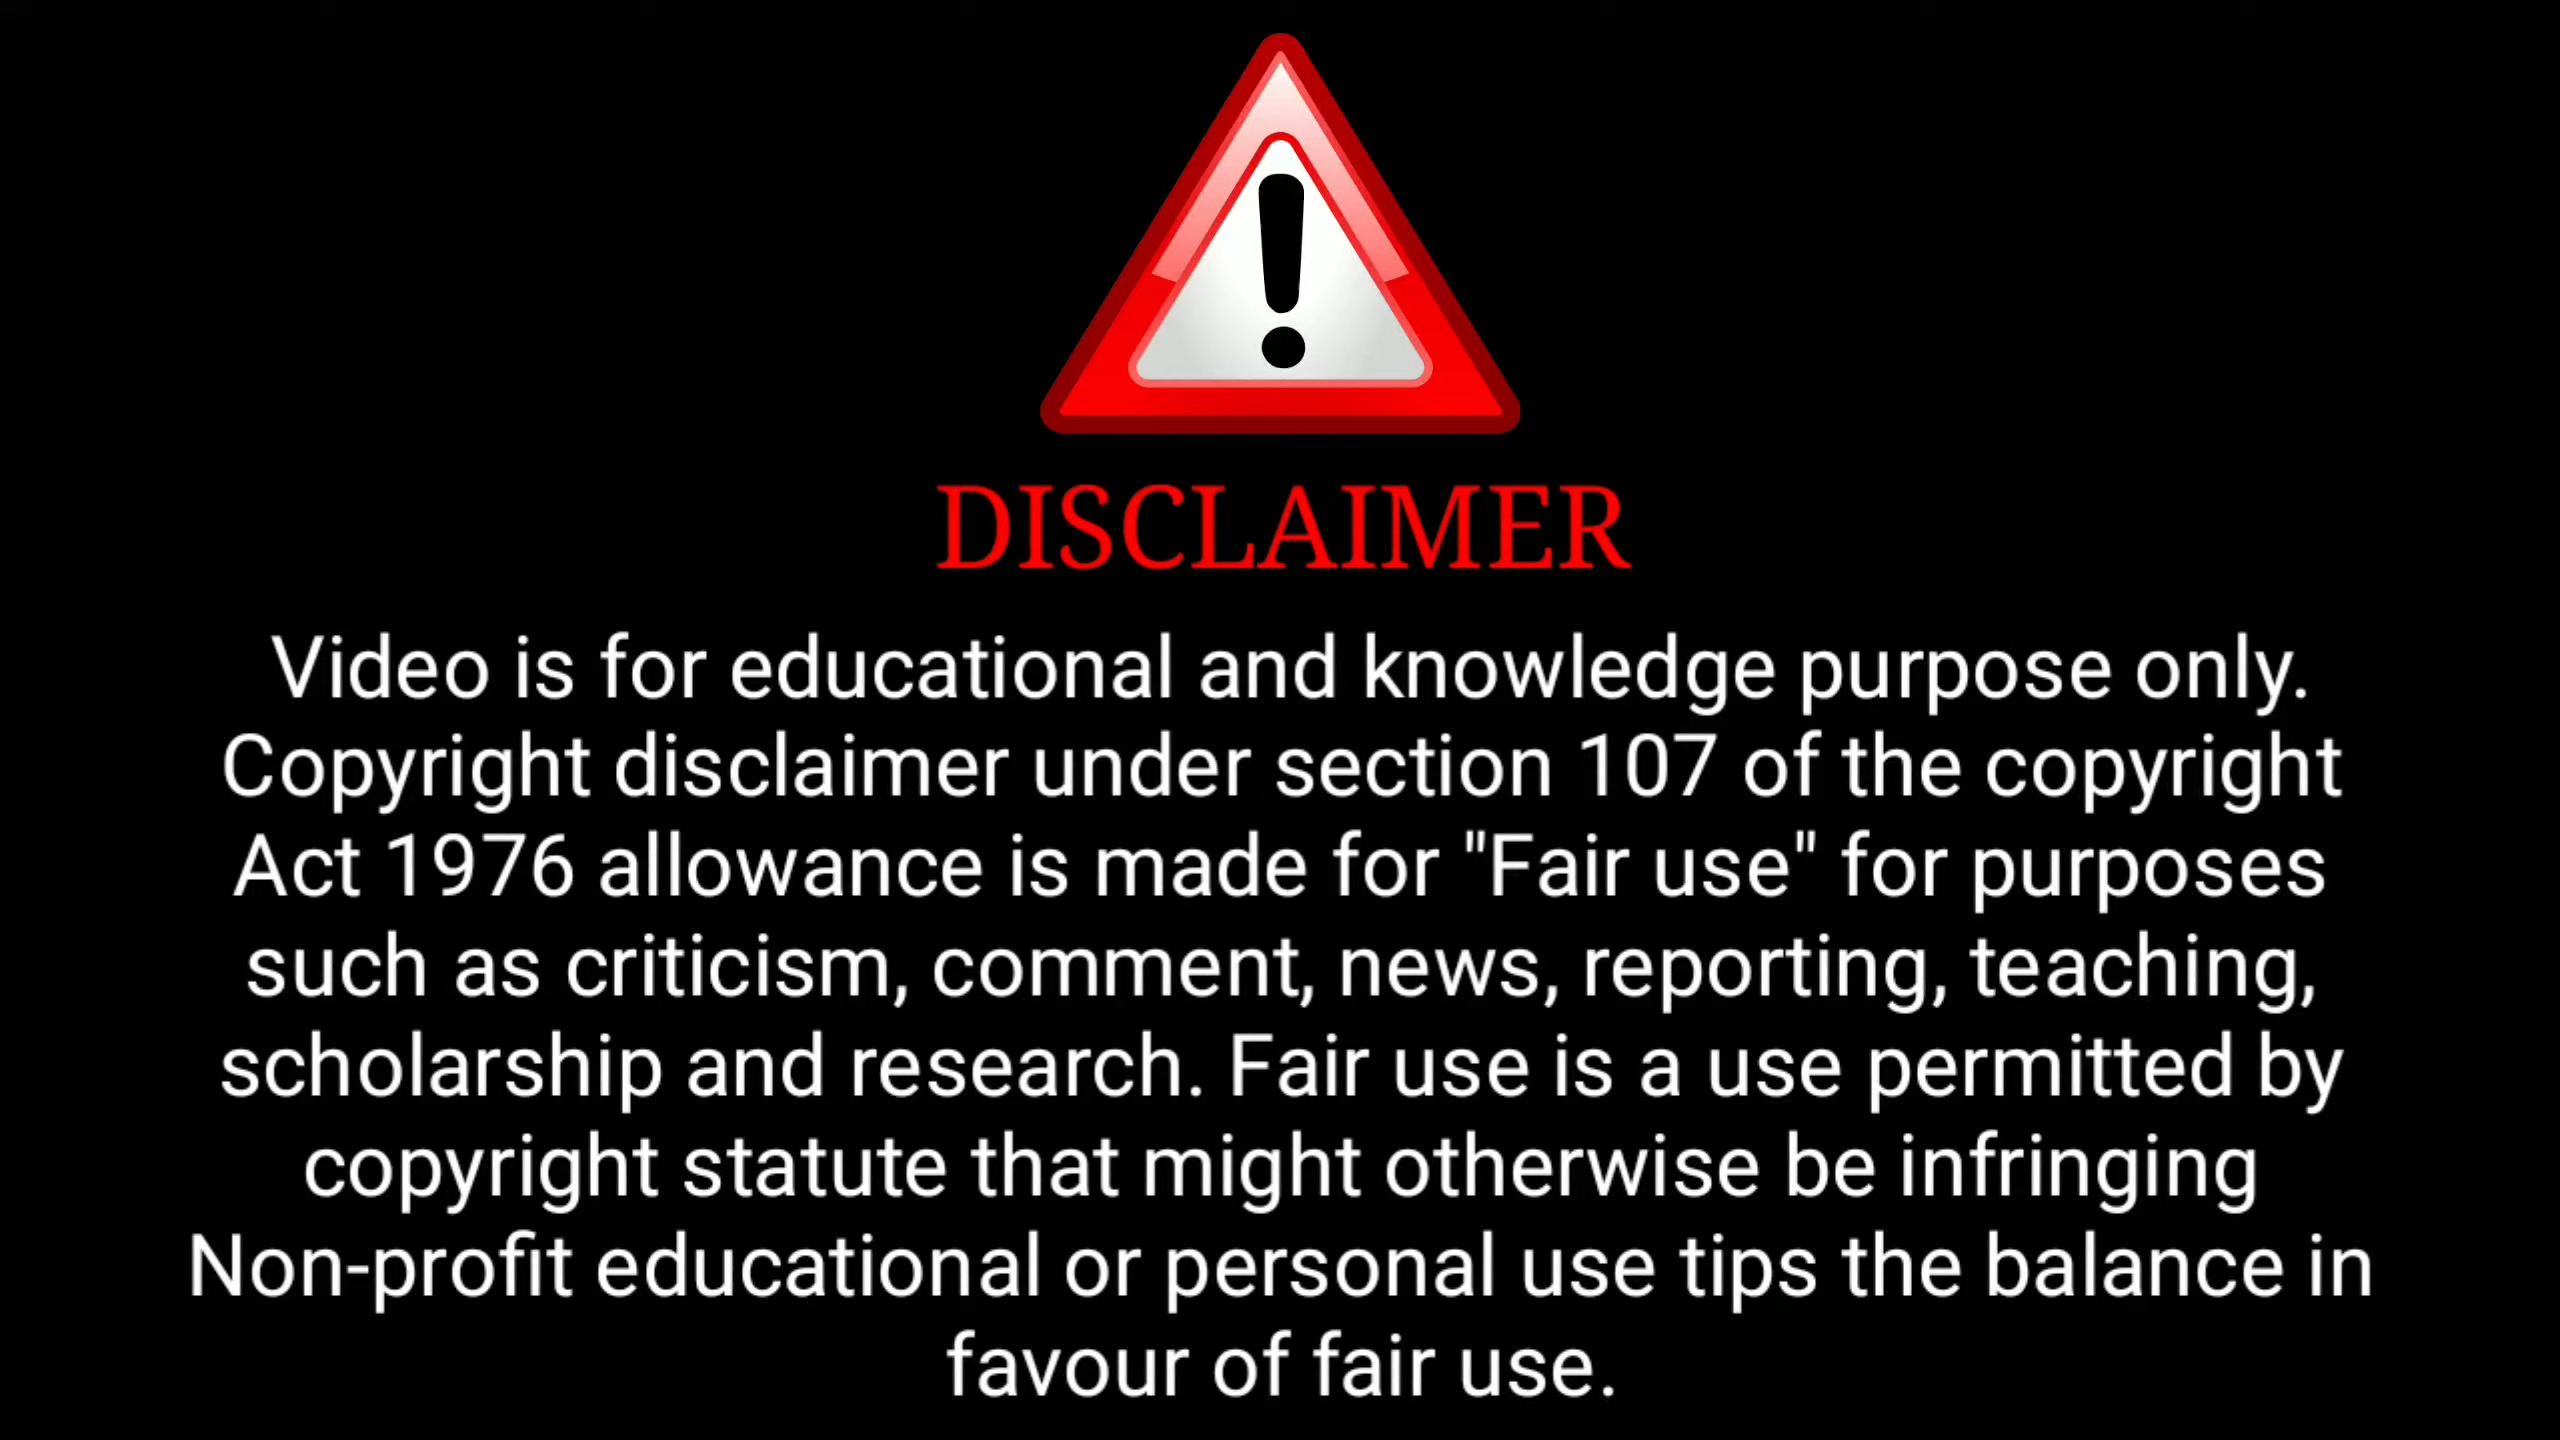 DISCLAIMER
Video is for educational and knowledge purpose only.
Copyright disclaimer under section 107 of the copyright
Act 1976 allowance is made for "Fair use" for purposes
such as criticism, comment, news, reporting, teaching,
scholarship and research. Fair use is a use permitted by
copyright statute that might otherwise be infringing
Non-profit educational or personal use tips the balance in
favour of fair use.